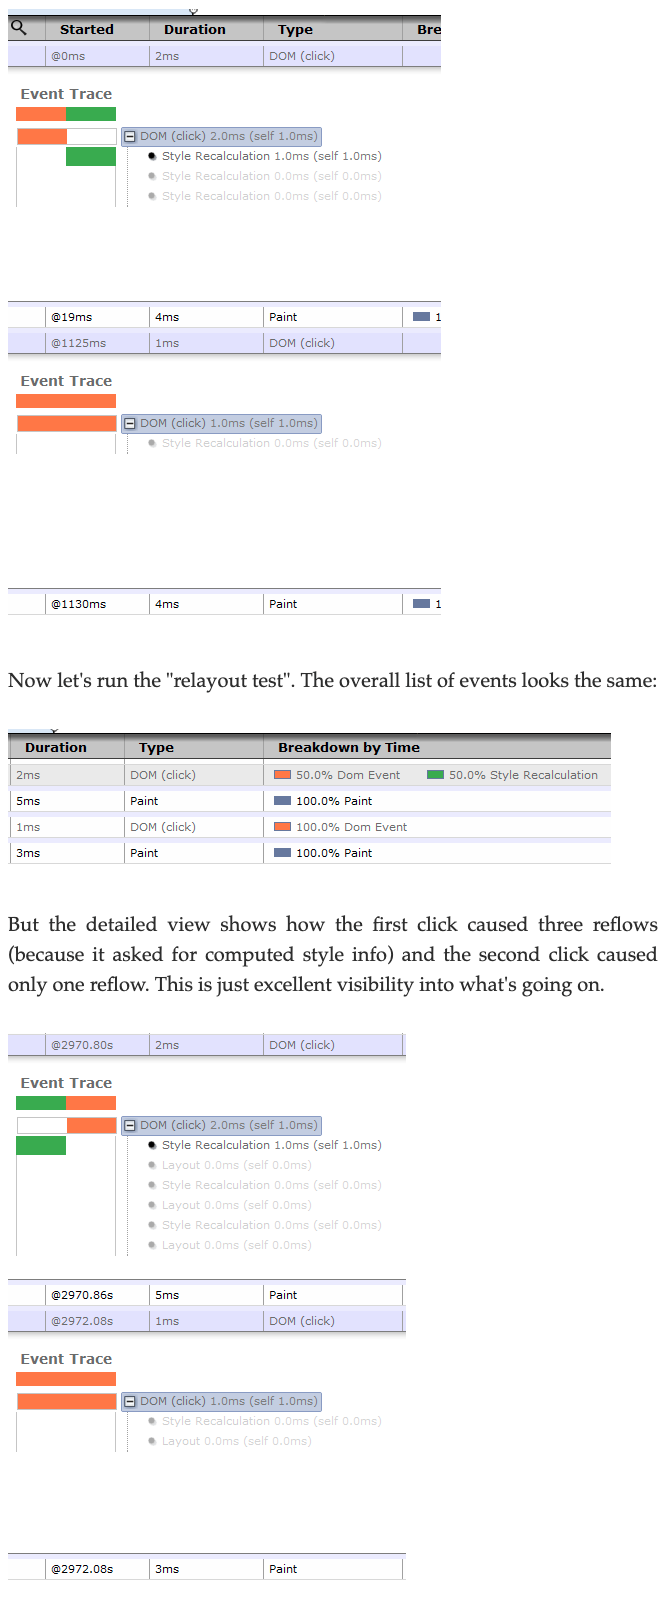 Started Duration Type Bre
@0ms 2ms DOM (click)
Event Trace
DOM (click) 2.0ms (self 1.0ms)
Style Recalculation 1.0ms (self 1.0ms)
Style Recalculation 0.0ms (self 0.0ms)
Style Recalculation 0.0ms (self 0.0ms)
@19ms 4ms Paint 1
@1125ms 1ms DOM (click)
Event Trace
DOM (click) 1.0ms (self 1.0ms)
Style Recalculation 0.0ms (self 0.0ms)
@1130ms 4ms Paint 1
Now let's run the "relayout test". The overall list of events looks the same:
Duration Type Breakdown by Time
2ms DOM (click) 50.0% Dom Event 50.0% Style Recalculation
5ms Paint 100.0% Paint
1ms DOM (click) 100.0% Dom Event
3ms Paint 100.0% Paint
But the detailed view shows how the first click caused three reflows
(because it asked for computed style info) and the second click caused
only one reflow. This is just excellent visibility into what's going on.
@2970.80s 2ms DOM (click)
Event Trace
DOM (click) 2.0ms (self 1.0ms)
Style Recalculation 1.0ms (self 1.0ms)
Layout 0.0ms (self 0.0ms)
Style Recalculation 0.0ms (self 0.0ms)
Layout 0.0ms (self 0.0ms)
Style Recalculation 0.0ms (self 0.0ms)
Layout 0.0ms (self 0.0ms)
@2970.86s 5ms Paint
@2972.08s 1ms DOM (click)
Event Trace
DOM (click) 1.0ms (self 1.0ms)
Style Recalculation 0.0ms (self 0.0ms)
Layout 0.0ms (self 0.0ms)
@2972.08s 3ms Paint